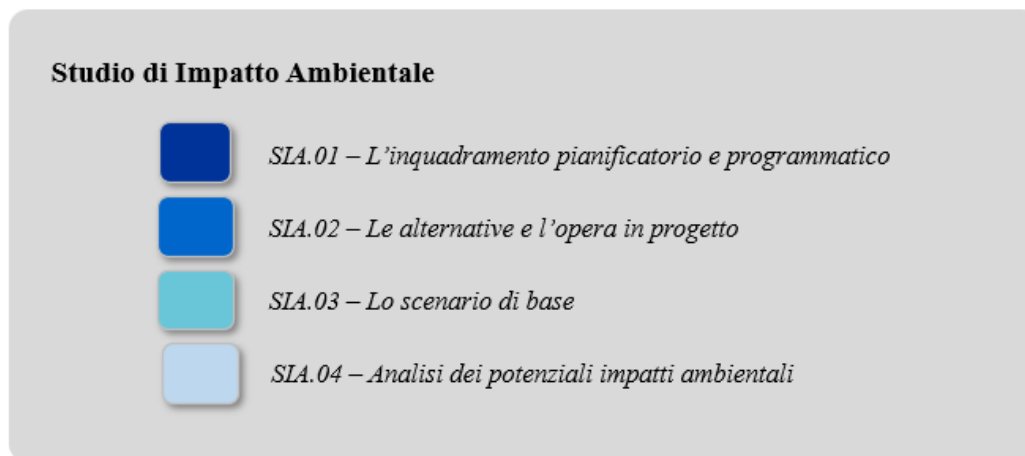 Studio di Impatto Ambientale
SIA.01 – L’inquadramento pianificatorio e programmatico
SIA.02 – Le alternative e l’opera in progetto
SIA.03 – Lo scenario di base
SIA.04 – Analisi dei potenziali impatti ambientali